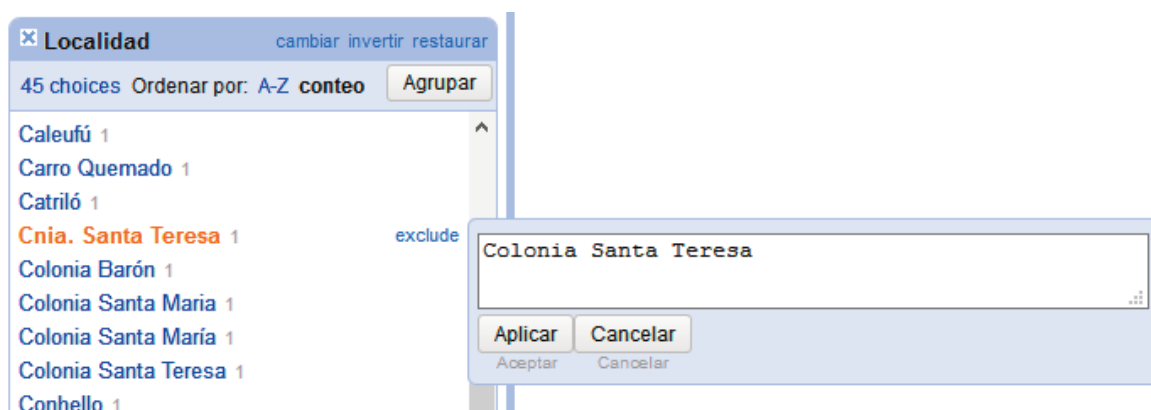 Localidad cambiar invertir restaurar
45 choices Ordenar por: A-Z conteo Agrupar
Caleufú 1
Carro Quemado 1
Catriló 1
Cnia. Santa Teresa 1 exclude
Colonia Barón 1
Colonia Santa Maria 1
Colonia Santa María 1
Colonia Santa Teresa 1
Conhello 1
Colonia Santa Teresa
Aplicar Cancelar
Aceptar Cancelar